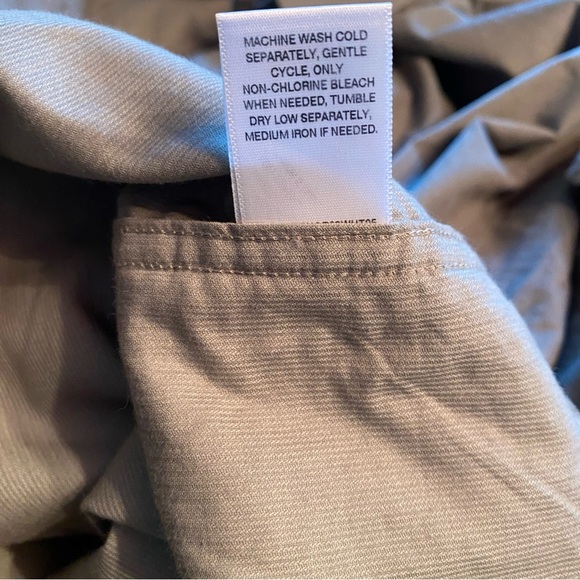 MACHINE WASH COLD
SEPARATELY, GENTLE
CYCLE, ONLY
NON-CHLORINE BLEACH
WHEN NEEDED, TUMBLE
DRY LOW SEPARATELY,
MEDIUM IRON IF NEEDED.